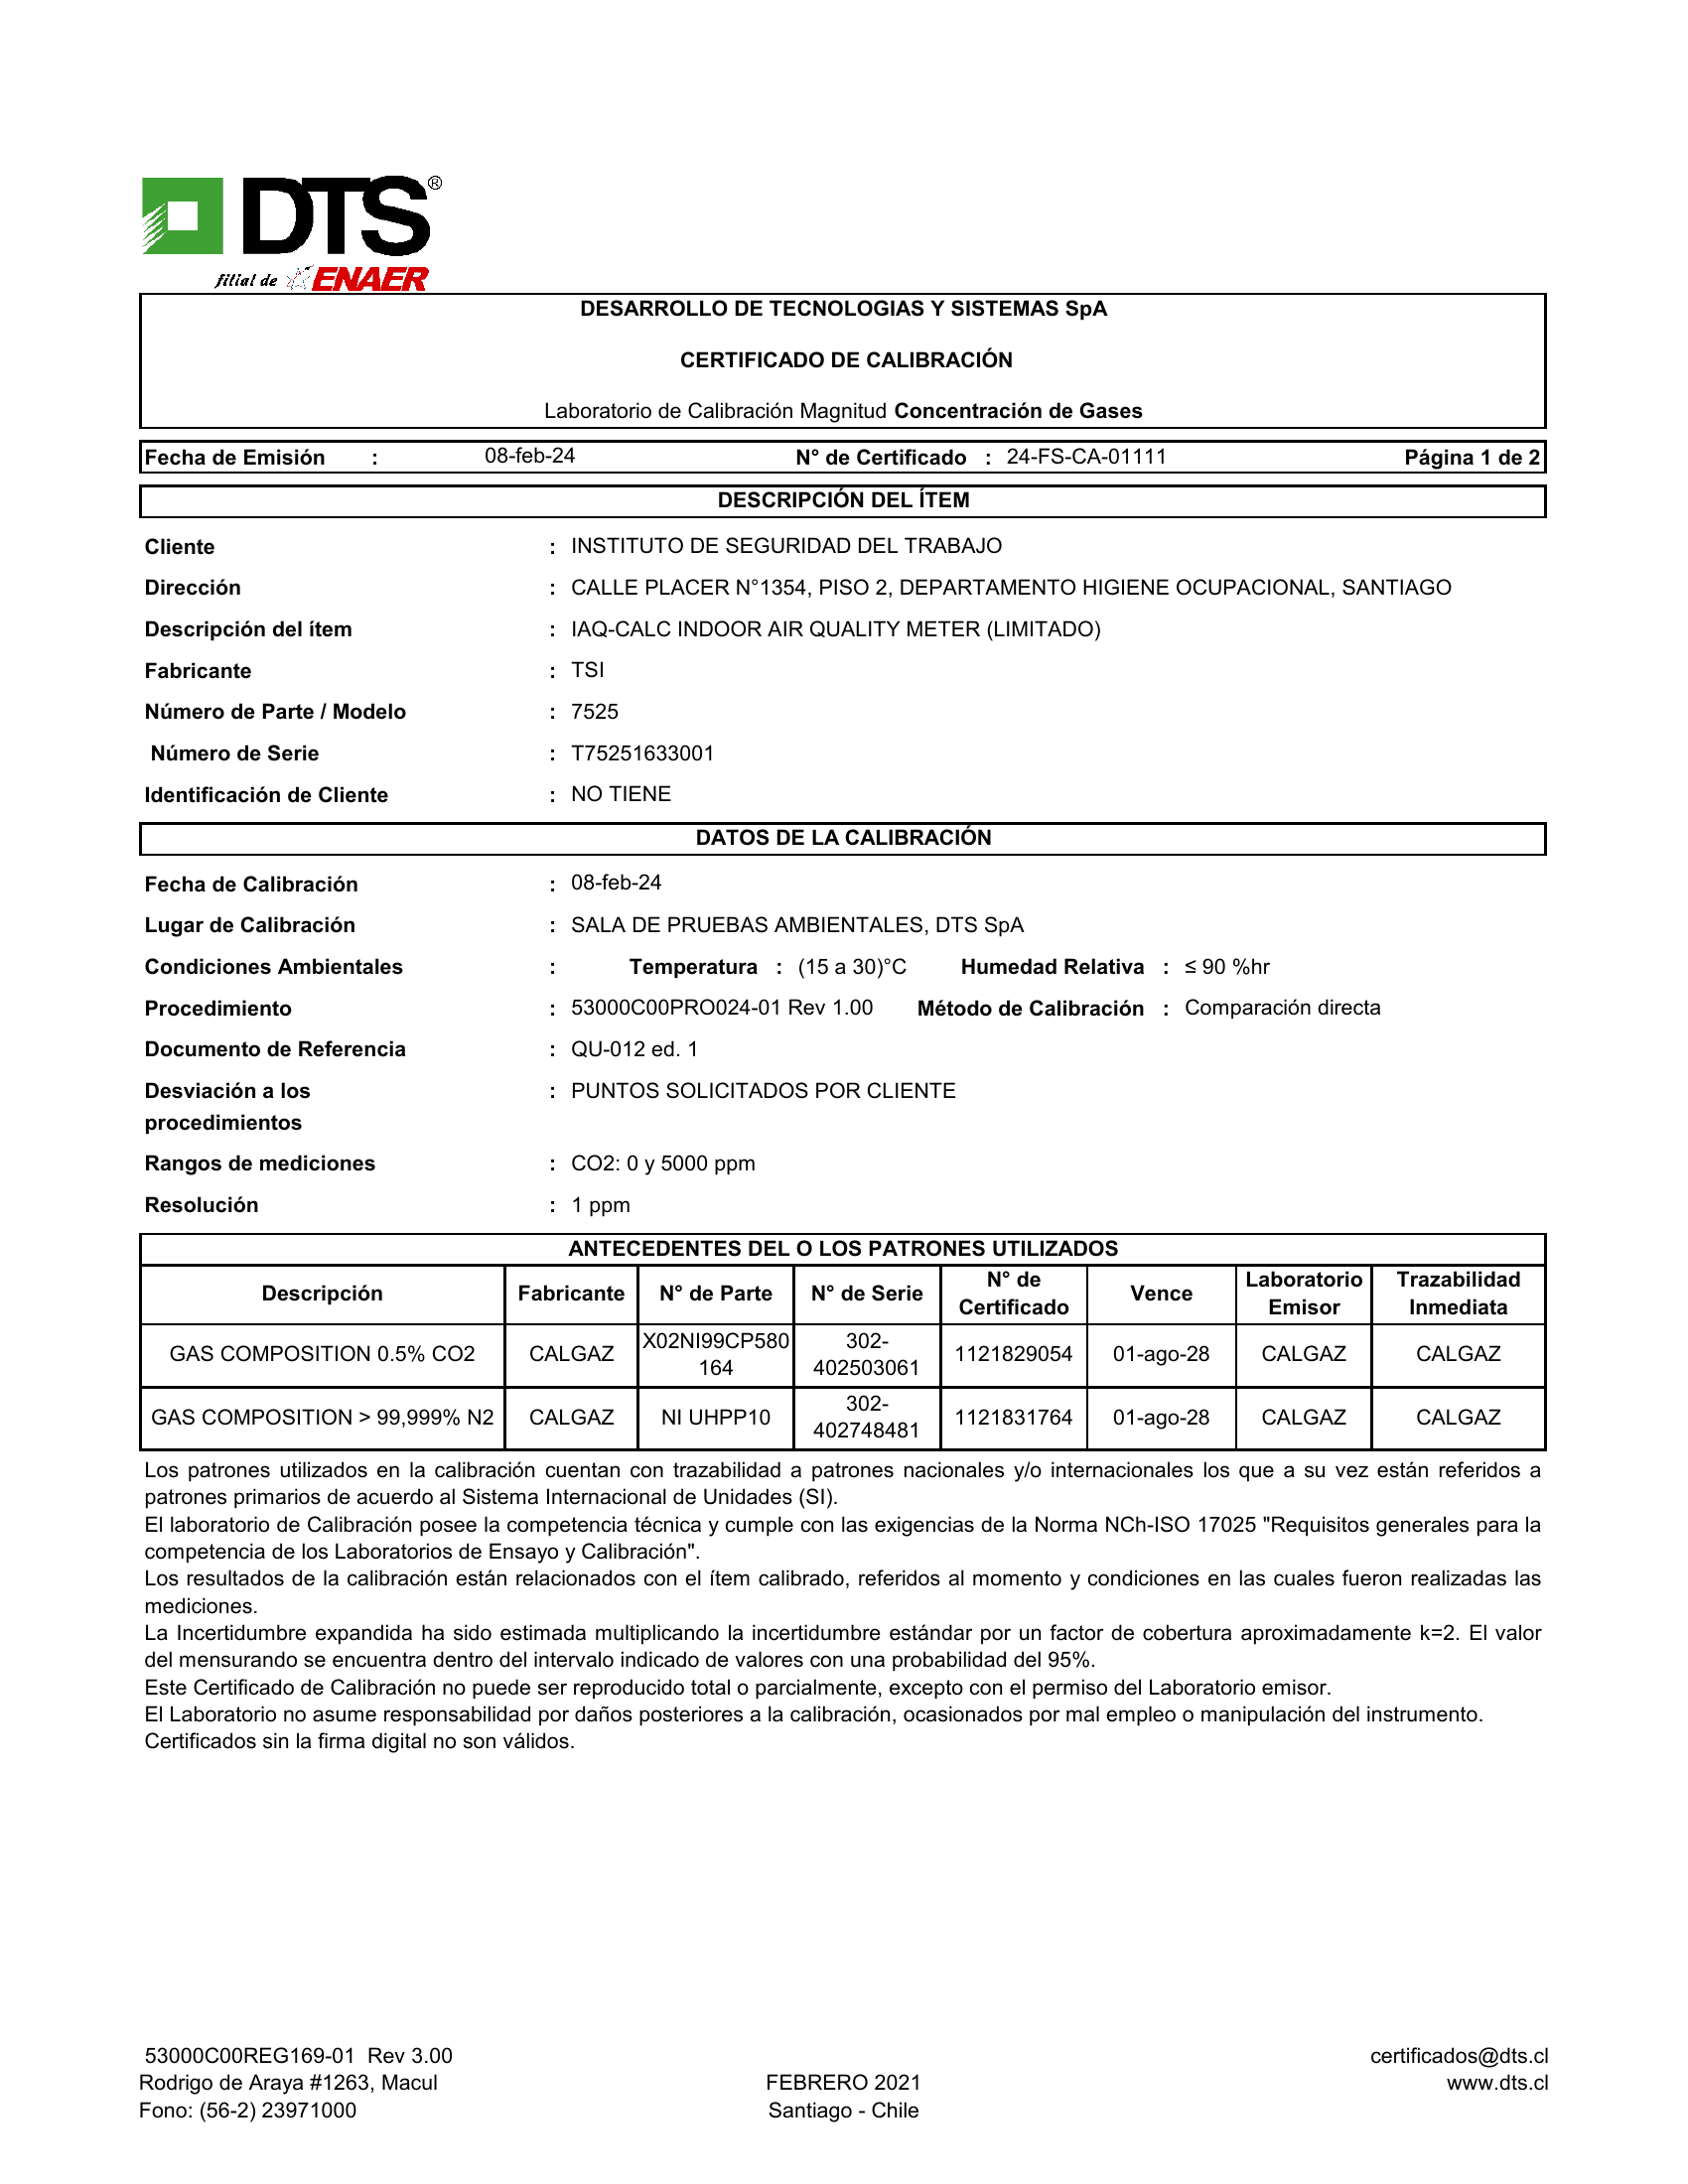 DTS®
filial de ENAER
DESARROLLO DE TECNOLOGIAS Y SISTEMAS SpA
CERTIFICADO DE CALIBRACIÓN
Laboratorio de Calibración Magnitud Concentración de Gases
Fecha de Emisión : 08-feb-24 N° de Certificado : 24-FS-CA-01111 Página 1 de 2
DESCRIPCIÓN DEL ÍTEM
Cliente : INSTITUTO DE SEGURIDAD DEL TRABAJO
Dirección : CALLE PLACER N°1354, PISO 2, DEPARTAMENTO HIGIENE OCUPACIONAL, SANTIAGO
Descripción del ítem : IAQ-CALC INDOOR AIR QUALITY METER (LIMITADO)
Fabricante : TSI
Número de Parte / Modelo : 7525
Número de Serie : T75251633001
Identificación de Cliente : NO TIENE
DATOS DE LA CALIBRACIÓN
Fecha de Calibración : 08-feb-24
Lugar de Calibración : SALA DE PRUEBAS AMBIENTALES, DTS SpA
Condiciones Ambientales : Temperatura : (15 a 30)°C Humedad Relativa : ≤ 90 %hr
Procedimiento : 53000C00PRO024-01 Rev 1.00 Método de Calibración : Comparación directa
Documento de Referencia : QU-012 ed. 1
Desviación a los : PUNTOS SOLICITADOS POR CLIENTE
procedimientos
Rangos de mediciones : CO2: 0 y 5000 ppm
Resolución : 1 ppm
ANTECEDENTES DEL O LOS PATRONES UTILIZADOS
Descripción Fabricante N° de Parte N° de Serie N° de Certificado Vence Laboratorio Emisor Trazabilidad Inmediata
GAS COMPOSITION 0.5% CO2 CALGAZ X02NI99CP580 164 302-402503061 1121829054 01-ago-28 CALGAZ CALGAZ
GAS COMPOSITION > 99,999% N2 CALGAZ NI UHPP10 302-402748481 1121831764 01-ago-28 CALGAZ CALGAZ
Los patrones utilizados en la calibración cuentan con trazabilidad a patrones nacionales y/o internacionales los que a su vez están referidos a
patrones primarios de acuerdo al Sistema Internacional de Unidades (SI).
El laboratorio de Calibración posee la competencia técnica y cumple con las exigencias de la Norma NCh-ISO 17025 "Requisitos generales para la
competencia de los Laboratorios de Ensayo y Calibración".
Los resultados de la calibración están relacionados con el ítem calibrado, referidos al momento y condiciones en las cuales fueron realizadas las
mediciones.
La Incertidumbre expandida ha sido estimada multiplicando la incertidumbre estándar por un factor de cobertura aproximadamente k=2. El valor
del mensurando se encuentra dentro del intervalo indicado de valores con una probabilidad del 95%.
Este Certificado de Calibración no puede ser reproducido total o parcialmente, excepto con el permiso del Laboratorio emisor.
El Laboratorio no asume responsabilidad por daños posteriores a la calibración, ocasionados por mal empleo o manipulación del instrumento.
Certificados sin la firma digital no son válidos.
53000C00REG169-01 Rev 3.00 certificados@dts.cl
Rodrigo de Araya #1263, Macul FEBRERO 2021 www.dts.cl
Fono: (56-2) 23971000 Santiago - Chile